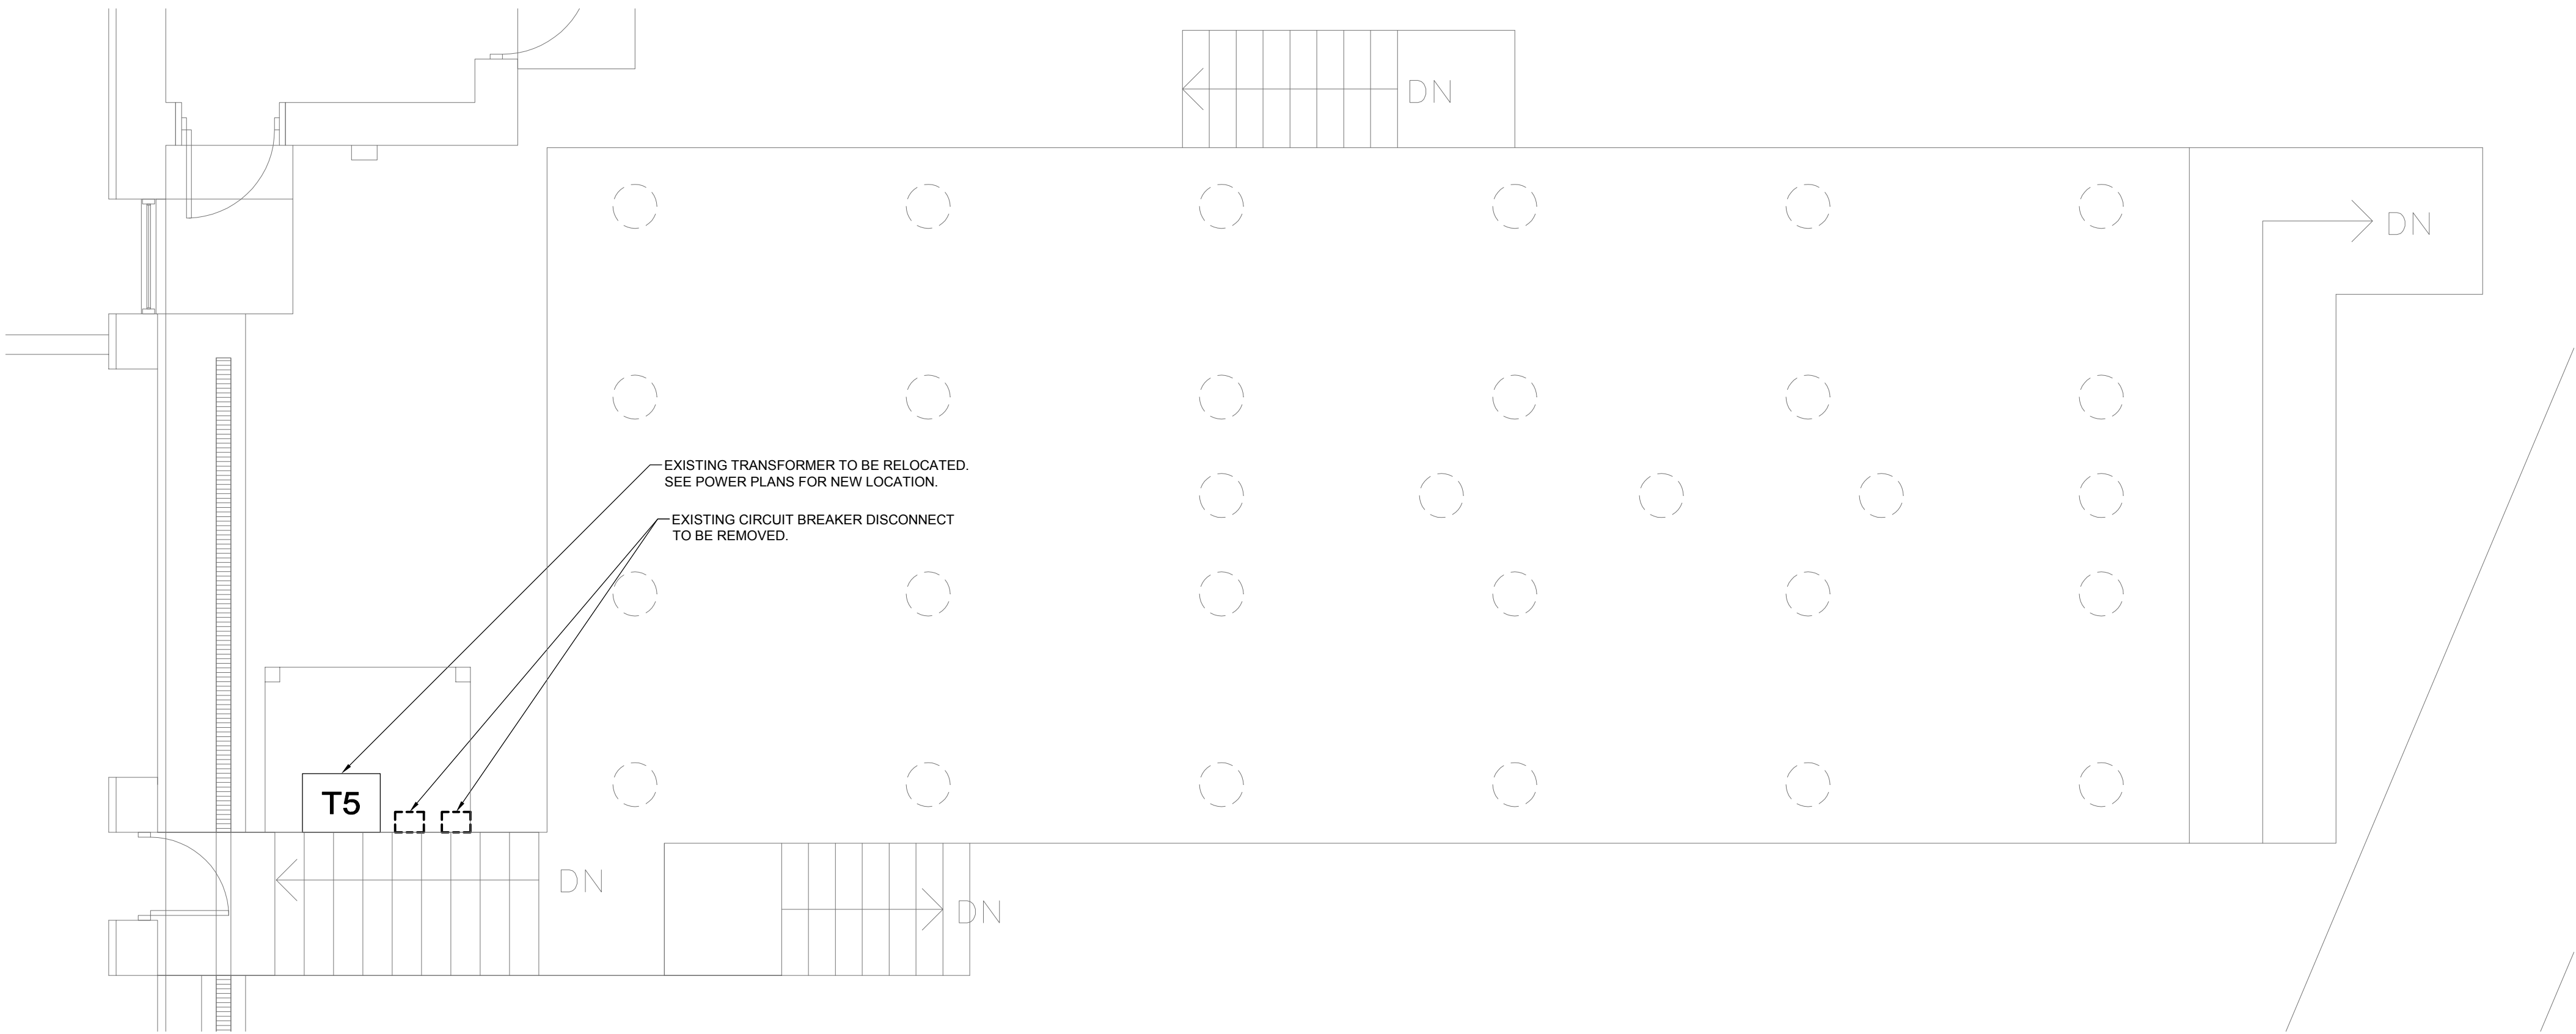 DN
DN
EXISTING TRANSFORMER TO BE RELOCATED.
SEE POWER PLANS FOR NEW LOCATION.
EXISTING CIRCUIT BREAKER DISCONNECT
TO BE REMOVED.
T5
DN
DN